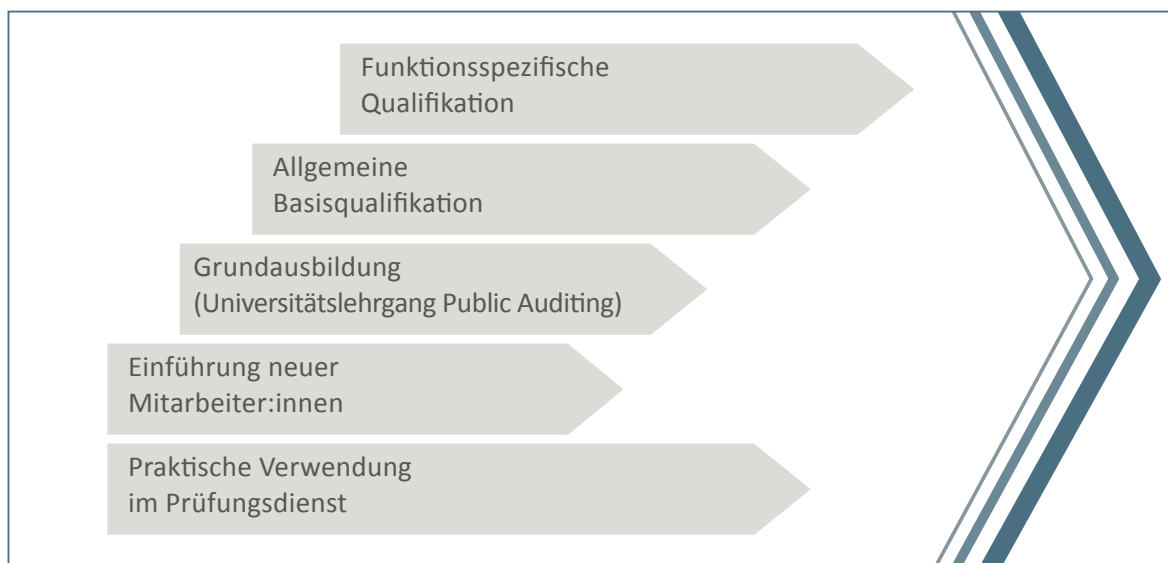 Funktionsspezifische
Qualifikation
Allgemeine
Basisqualifikation
Grundausbildung
(Universitätslehrgang Public Auditing)
Einführung neuer
Mitarbeiter:innen
Praktische Verwendung
im Prüfungsdienst